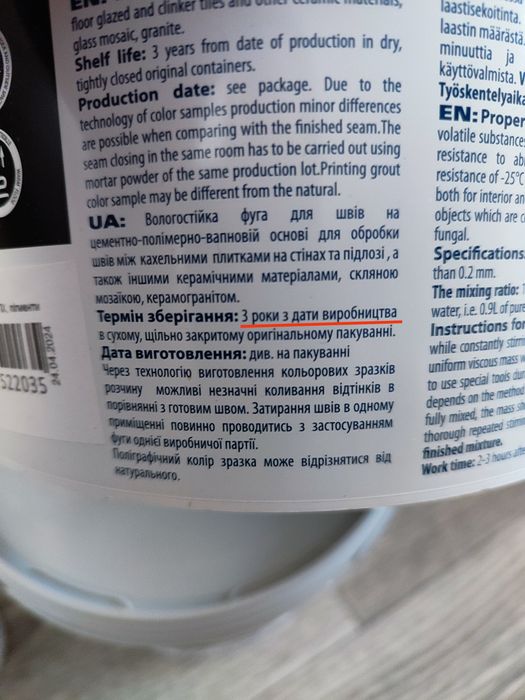 floor glazed and clinker tiles and other ceramic materials,
glass mosaic, granite.
Shelf life: 3 years from date of production in dry,
tightly closed original containers.
Production date: see package. Due to the
technology of color samples production minor differences
are possible when comparing with the finished seam.The
seam closing in the same room has to be carried out using
mortar powder of the same production lot.Printing grout
color sample may be different from the natural.
UA: Вологостійка фуга для швів на
цементно-полімерно-вапновій основі для обробки
швів між кахельними плитками на стінах та підлозі , а
також іншими керамічними матеріалами, скляною
мозаїкою, керамогранітом.
Термін зберігання: 3 роки з дати виробництва
в сухому, щільно закритому оригінальному пакуванні.
Дата виготовлення: див. на пакуванні
Через технологію виготовлення кольорових зразків
розчину можливі незначні коливання відтінків в
порівнянні з готовим швом. Затирання швів в одному
приміщенні повинно проводитись з застосуванням
фуги однієї виробничої партії.
Поліграфічний колір зразка може відрізнятися від
натурального.
laastisekoitinta.
laastin määrästä
minuuttia ja
käyttövalmista.
Työskentelyaika
EN: Proper
volatile substances
resistance to
resistance of -25°C
both for interior an
objects which are c
fungal.
Specifications
than 0.2 mm.
The mixing ratio:
water, i.e. 0.9L of pure
Instructions for
while constantly stirr
uniform viscous mass
to use special tools du
depends on the method
fully mixed, the mass s
thorough repeated stirri
finished mixture.
Work time: 2-3 hours afte
пігменти
522035
24.04.2024